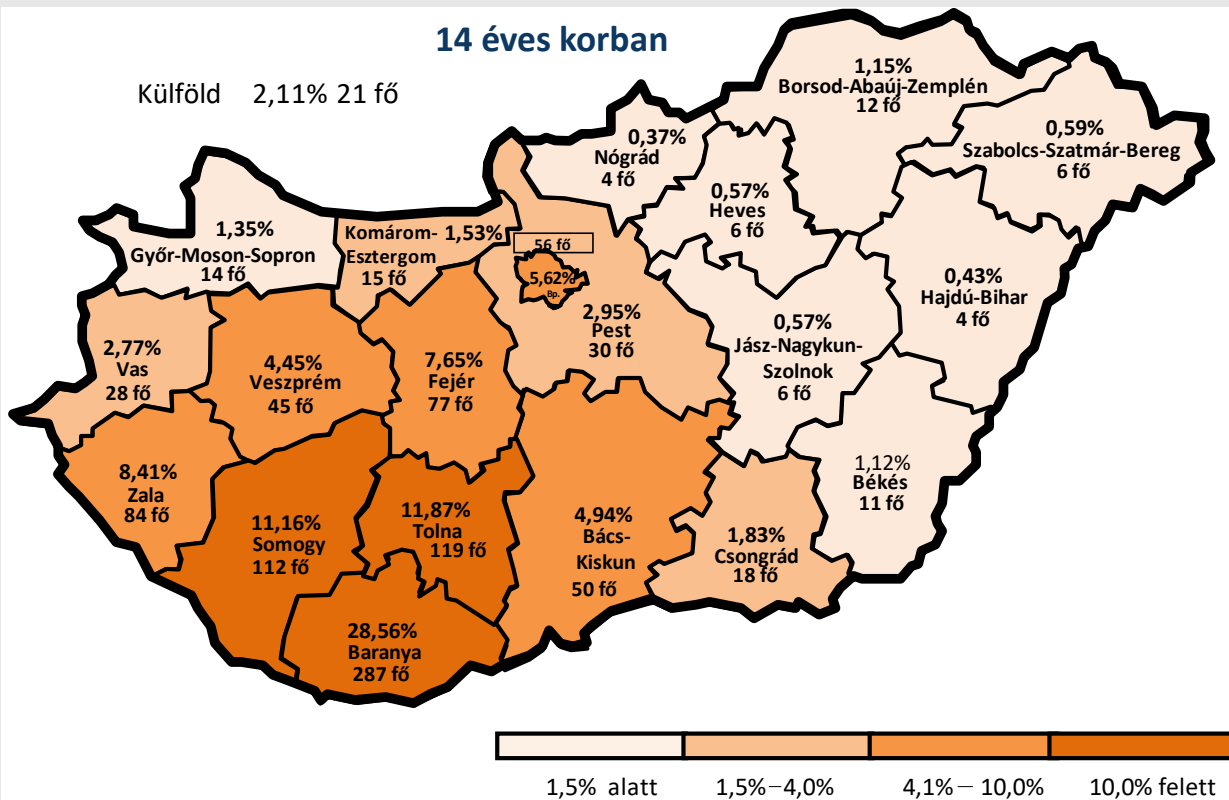 14 éves korban
Külföld 2,11% 21 fő
1,15%
Borsod-Abaúj-Zemplén
12 fő
0,59%
Szabolcs-Szatmár-Bereg
6 fő
0,37%
Nógrád
4 fő
0,57%
Heves
6 fő
1,35%
Győr-Moson-Sopron
14 fő
Komárom- 1,53%
Esztergom
15 fő
56 fő
5,62%
Bp.
2,95%
Pest
30 fő
0,43%
Hajdú-Bihar
4 fő
0,57%
Jász-Nagykun-
Szolnok
6 fő
2,77%
Vas
28 fő
4,45%
Veszprém
45 fő
7,65%
Fejér
77 fő
8,41%
Zala
84 fő
11,16%
Somogy
112 fő
11,87%
Tolna
119 fő
4,94%
Bács-
Kiskun
50 fő
1,83%
Csongrád
18 fő
1,12%
Békés
11 fő
28,56%
Baranya
287 fő
1,5% alatt 1,5%–4,0% 4,1% – 10,0% 10,0% felett